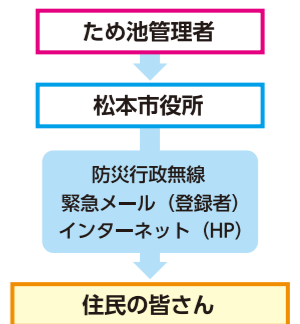 ため池管理者
松本市役所
防災行政無線
緊急メール（登録者）
インターネット（HP）
住民の皆さん